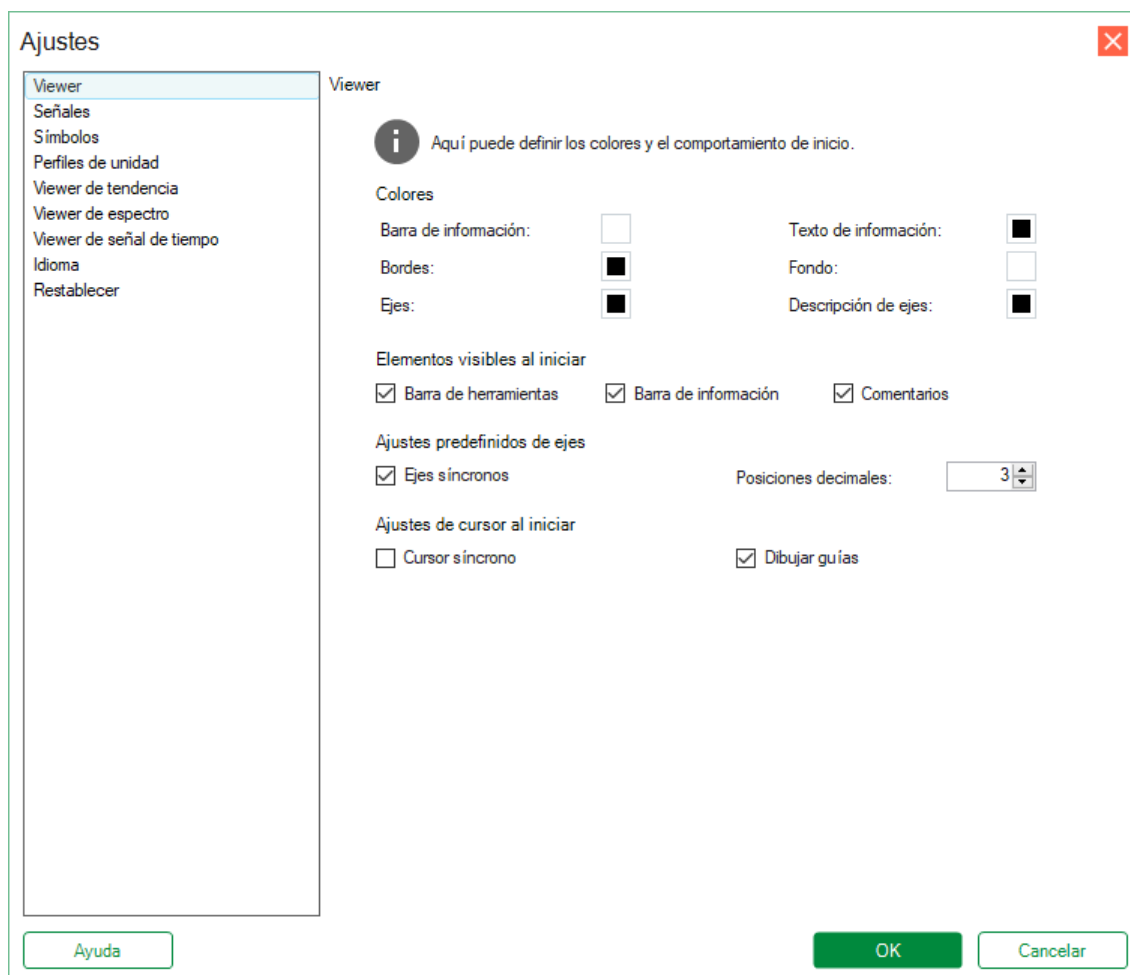 Ajustes
Viewer
Señales
Símbolos
Perfiles de unidad
Viewer de tendencia
Viewer de espectro
Viewer de señal de tiempo
Idioma
Restablecer
Viewer
i
Aquí puede definir los colores y el comportamiento de inicio.
Colores
Barra de información: Texto de información:
Bordes: Fondo:
Ejes: Descripción de ejes:
Elementos visibles al iniciar
Barra de herramientas Barra de información Comentarios
Ajustes predefinidos de ejes
Ejes síncronos Posiciones decimales: 3
Ajustes de cursor al iniciar
Cursor síncrono Dibujar guías
Ayuda OK Cancelar